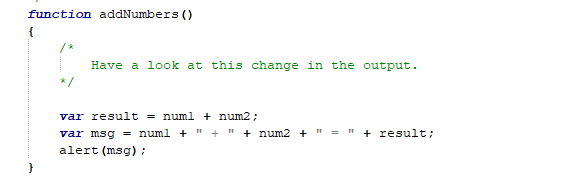 function addNumbers()
{
/*
Have a look at this change in the output.
*/
var result = num1 + num2;
var msg = num1 + " + " + num2 + " = " + result;
alert(msg);
}